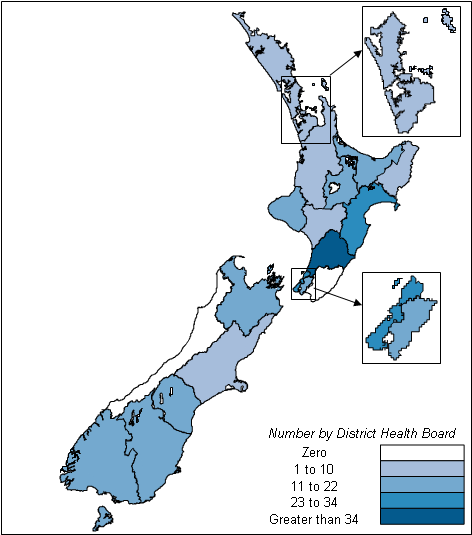 Number by District Health Board
Zero
1 to 10
11 to 22
23 to 34
Greater than 34